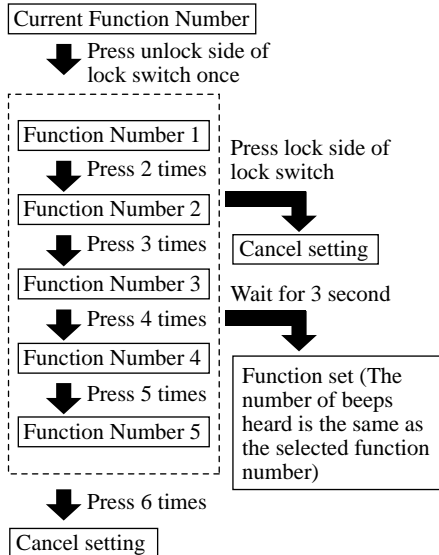 Current Function Number
Press unlock side of
lock switch once
Function Number 1
Press 2 times
Function Number 2
Press 3 times
Function Number 3
Press 4 times
Function Number 4
Press 5 times
Function Number 5
Press 6 times
Cancel setting
Press lock side of
lock switch
Cancel setting
Wait for 3 second
Function set (The
number of beeps
heard is the same as
the selected function
number)